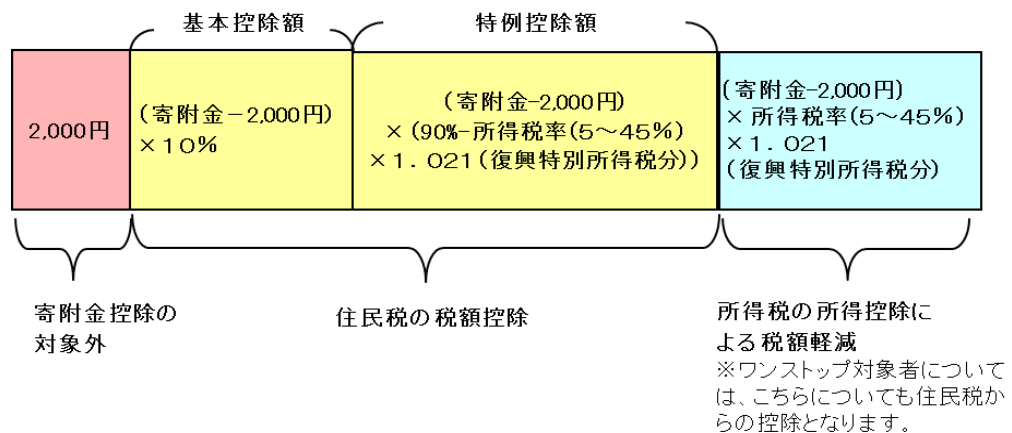 基本控除額
特例控除額
2,000円
(寄附金－2,000円)
×１０％
(寄附金-2,000円)
×(90%-所得税率(5～45%)
×１．０２１(復興特別所得税分))
(寄附金-2,000円)
×所得税率(5～45%)
×１．０２１
(復興特別所得税分)
寄附金控除の
対象外
住民税の税額控除
所得税の所得控除に
よる税額軽減
※ワンストップ対象者について
は、こちらについても住民税か
らの控除となります。